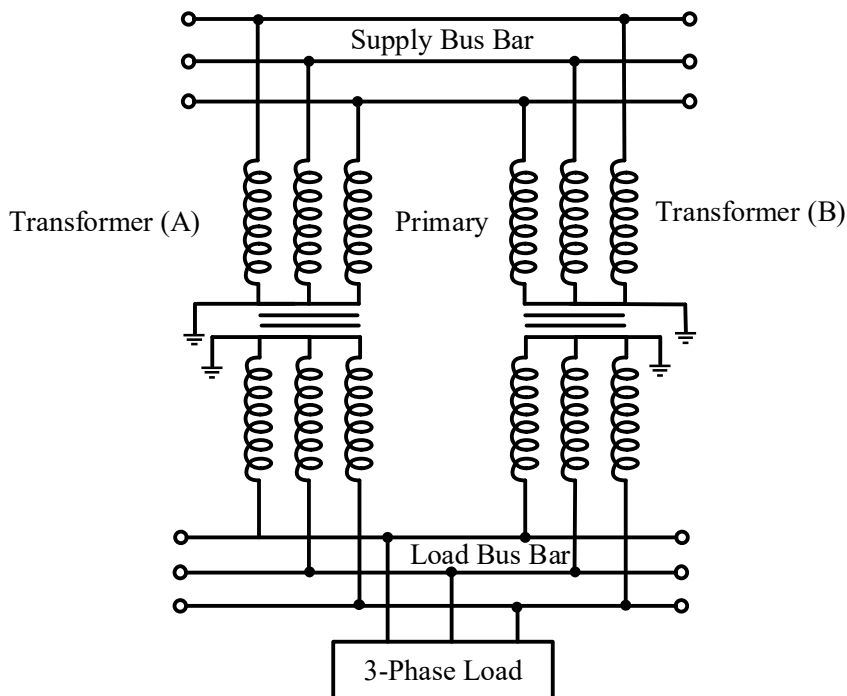 Supply Bus Bar
Transformer (A)
Primary
Transformer (B)
Load Bus Bar
3-Phase Load